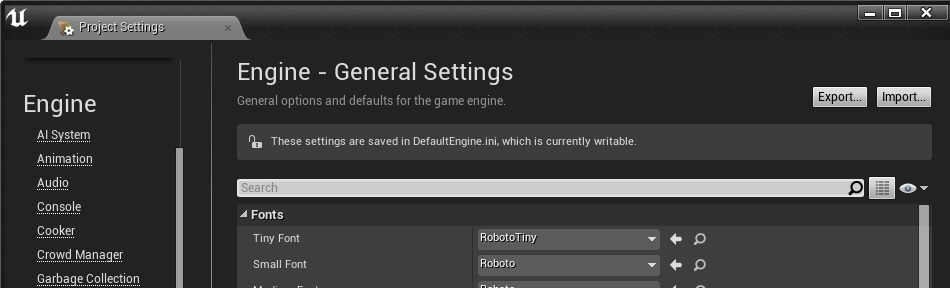 Project Settings
Engine
AI System
Animation
Audio
Console
Cooker
Crowd Manager
Garbage Collection
Engine - General Settings
General options and defaults for the game engine.
Export...
Import...
These settings are saved in DefaultEngine.ini, which is currently writable.
Search
Fonts
Tiny Font
RobotoTiny
Small Font
Roboto